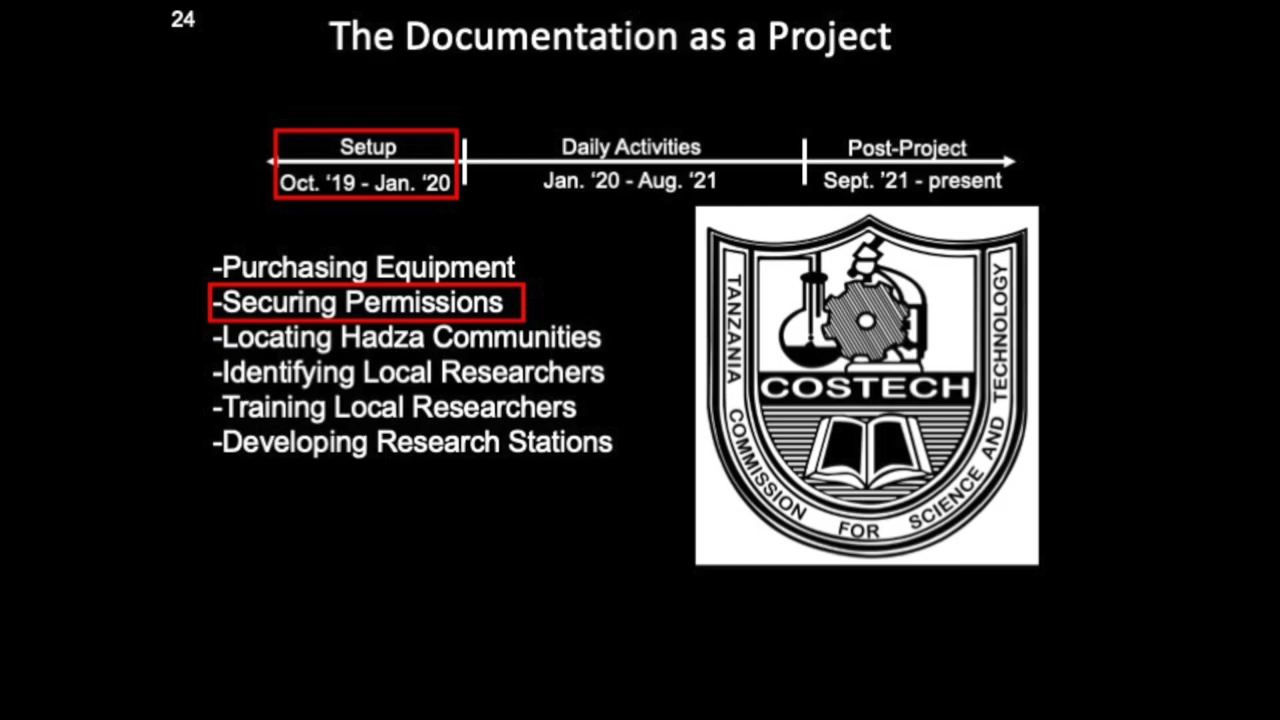 24
The Documentation as a Project
Setup
Daily Activities
Post-Project
Oct. ‘19 - Jan. ‘20
Jan. ‘20 - Aug. ‘21
Sept. ’21 - present
-Purchasing Equipment
-Securing Permissions
-Locating Hadza Communities
-Identifying Local Researchers
-Training Local Researchers
-Developing Research Stations
COSTECH
TANZANIA COMMISSION FOR SCIENCE AND TECHNOLOGY